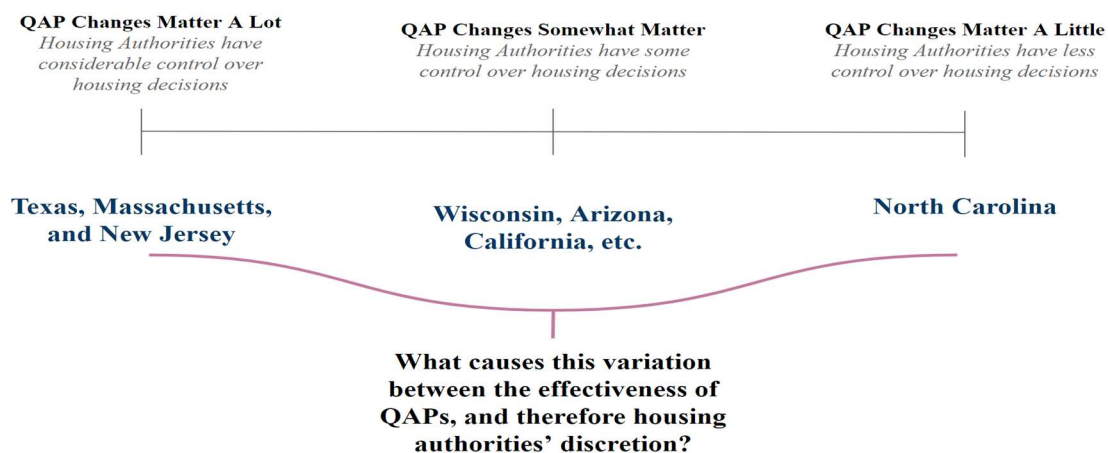 QAP Changes Matter A Lot
Housing Authorities have
considerable control over
housing decisions
QAP Changes Somewhat Matter
Housing Authorities have some
control over housing decisions
QAP Changes Matter A Little
Housing Authorities have less
control over housing decisions
Texas, Massachusetts,
and New Jersey
Wisconsin, Arizona,
California, etc.
North Carolina
What causes this variation
between the effectiveness of
QAPs, and therefore housing
authorities’ discretion?